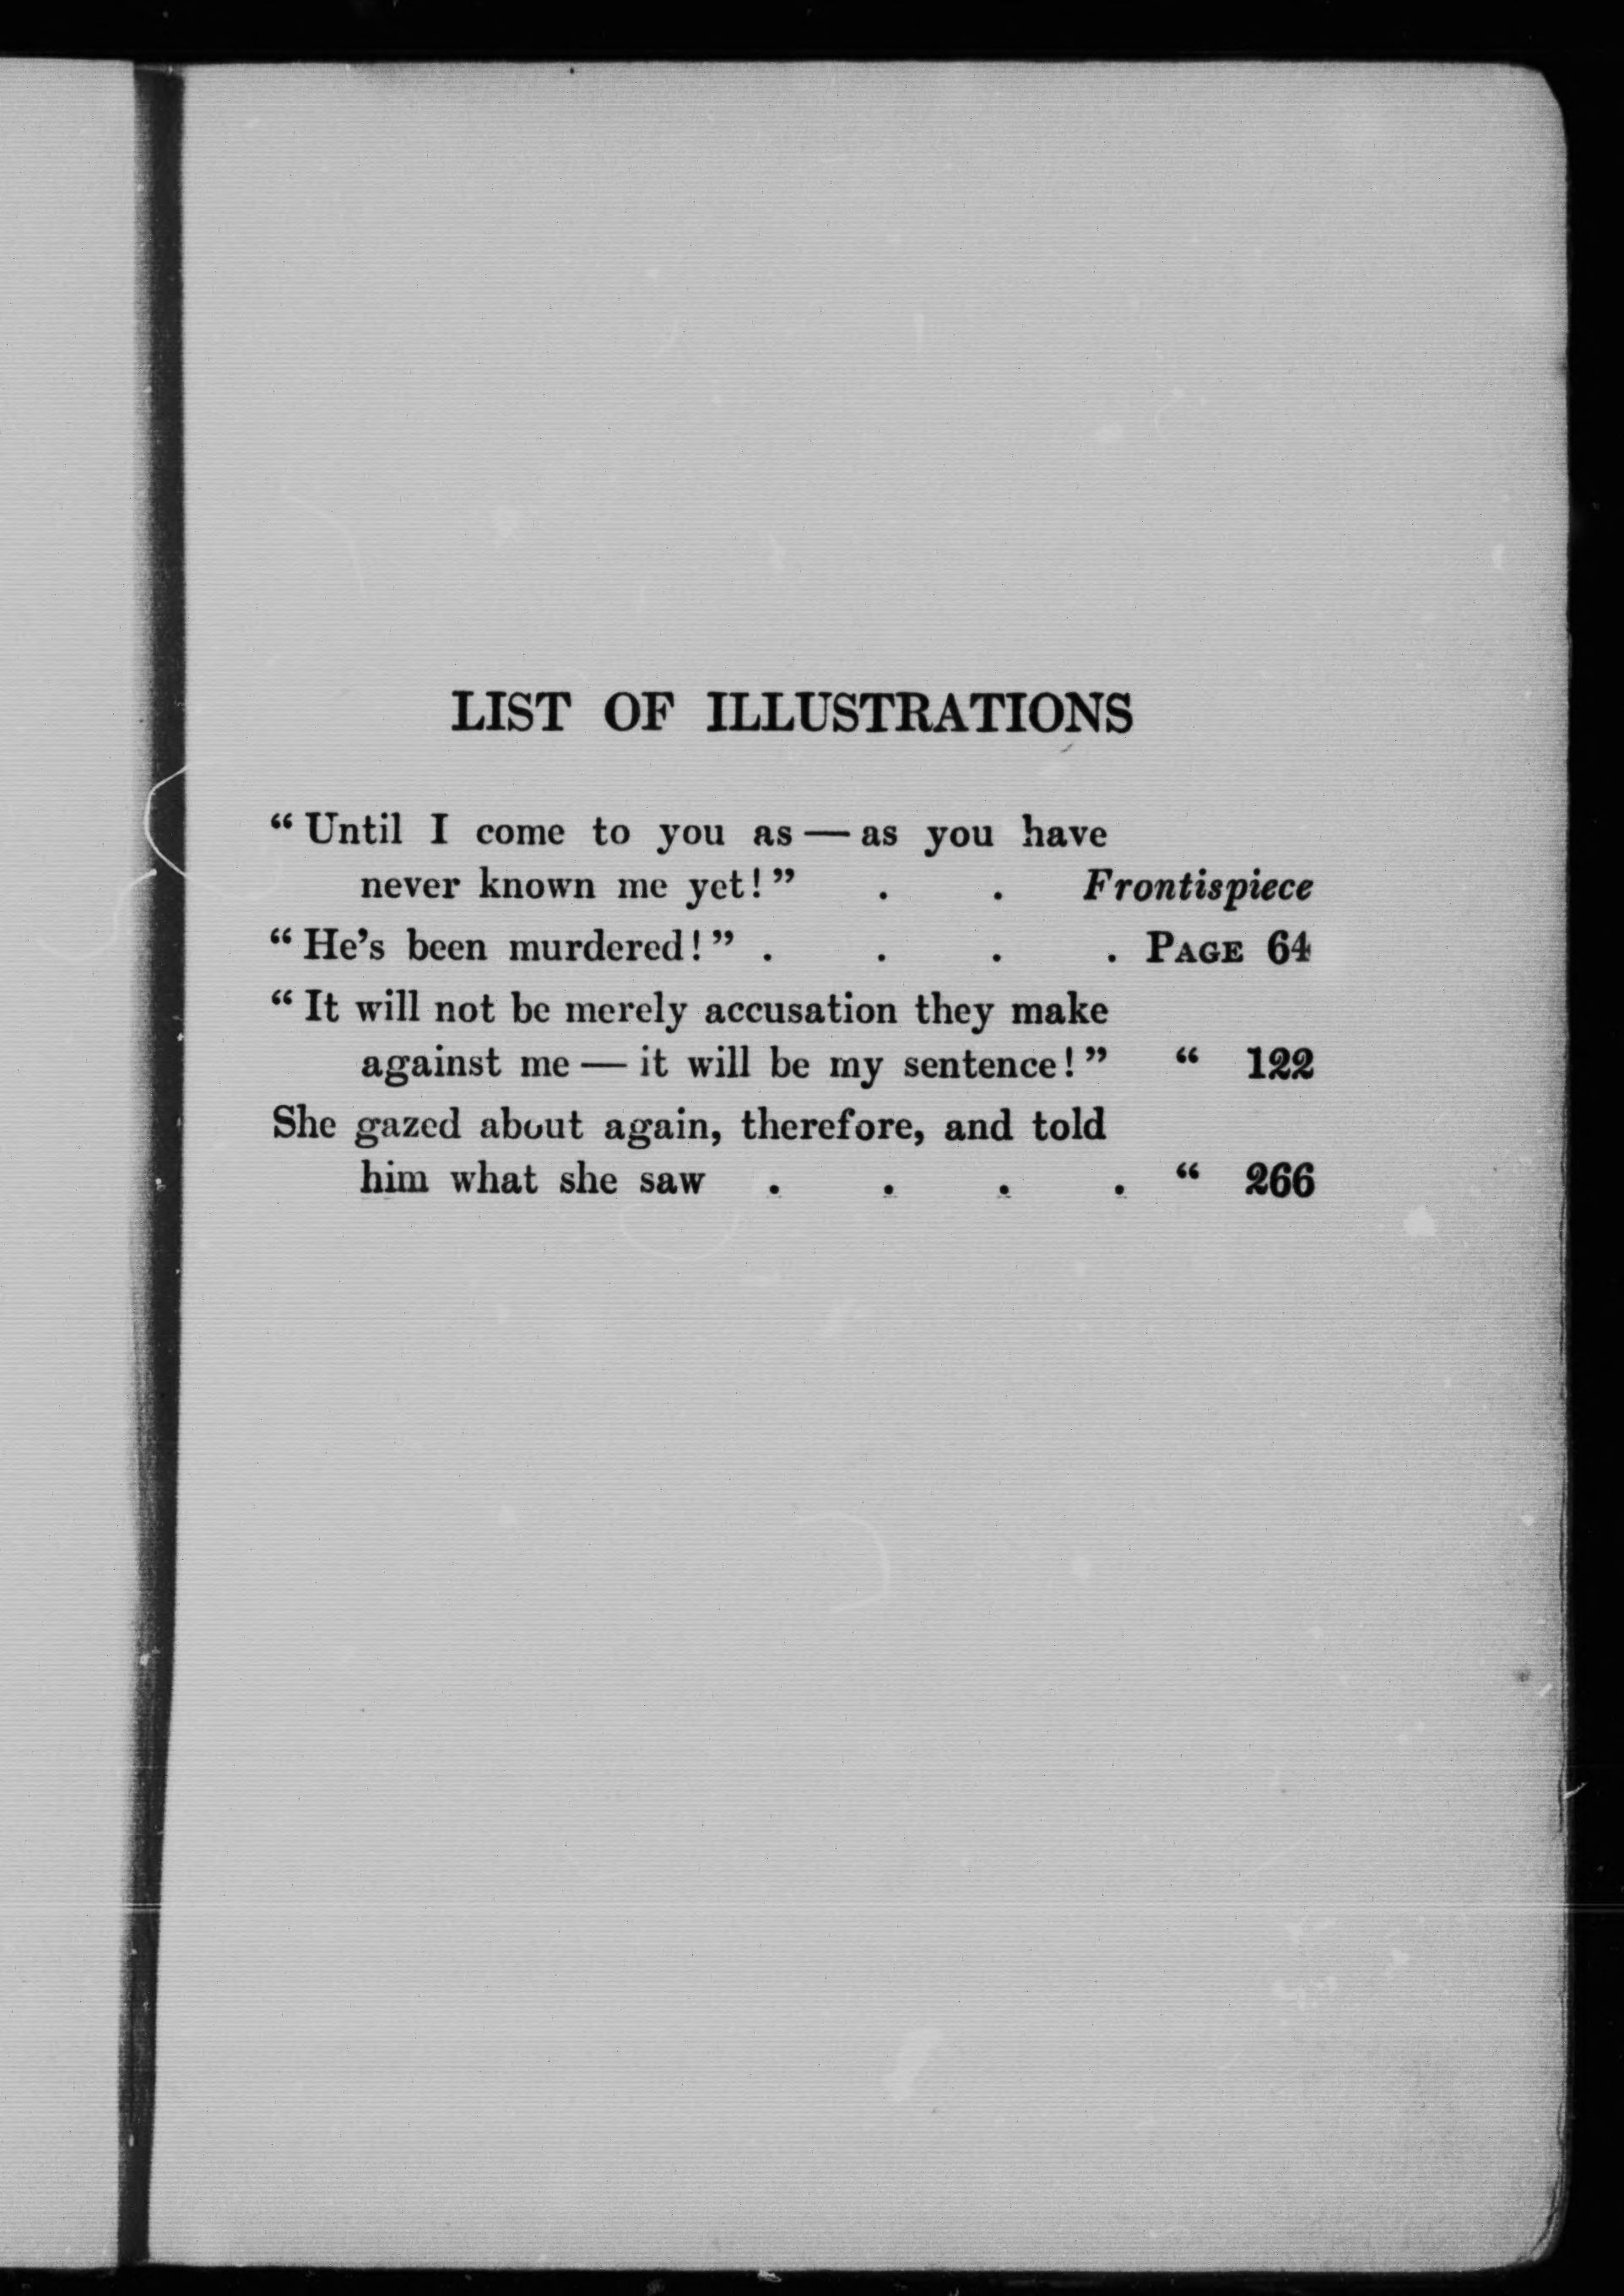 LIST OF ILLUSTRATIONS
“Until I come to you as — as you have
never known me yet!” . . Frontispiece
“He’s been murdered!” . . . . PAGE 64
“It will not be merely accusation they make
against me — it will be my sentence!” “ 122
She gazed about again, therefore, and told
him what she saw . . . . “ 266